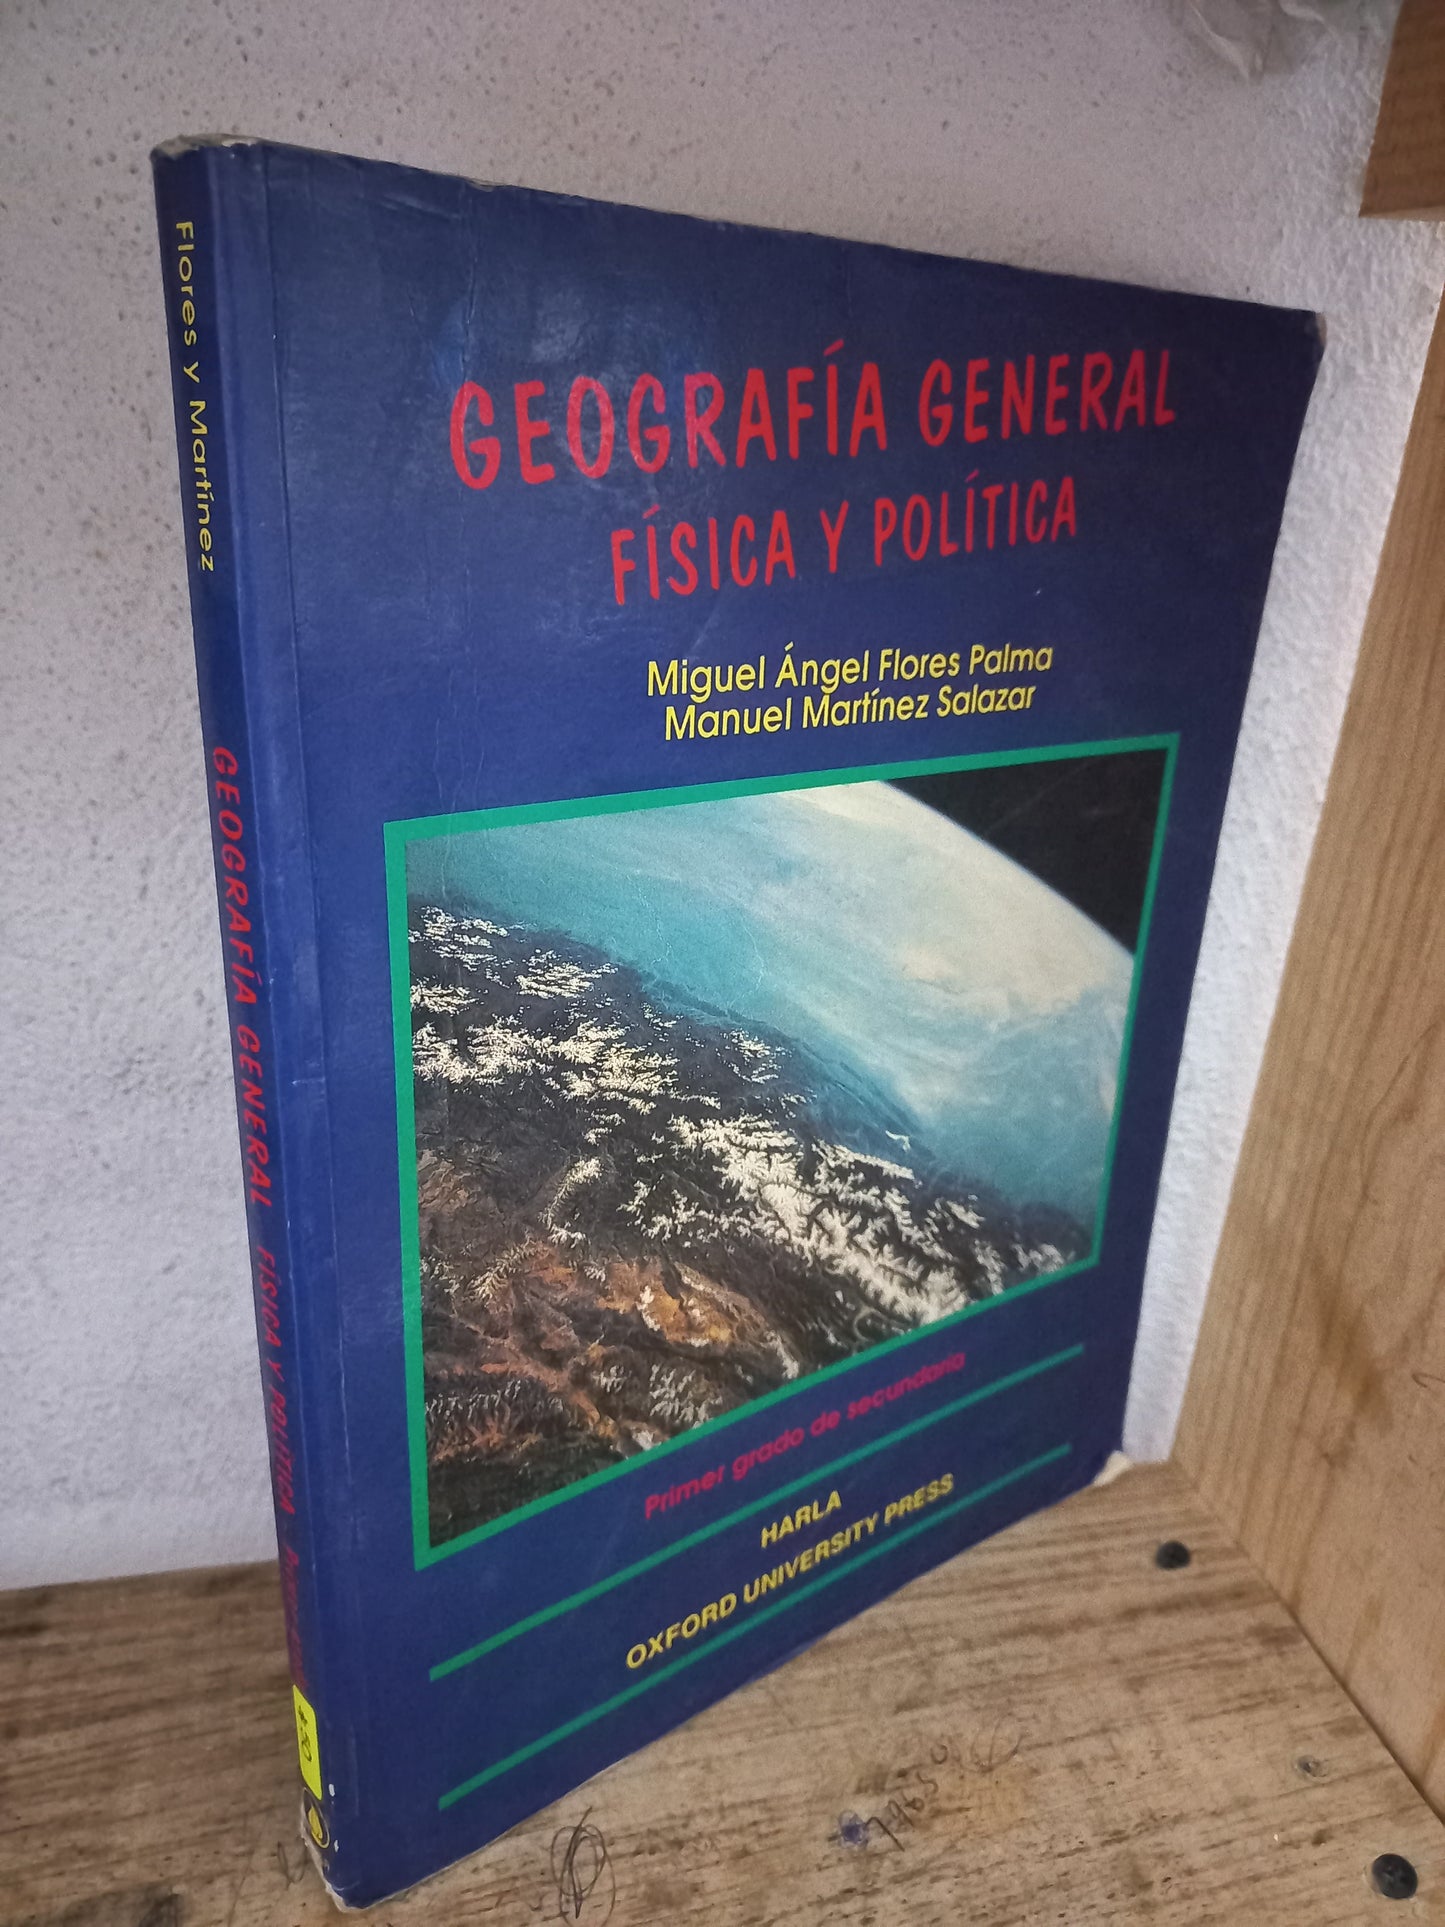 GEOGRAFÍA GENERAL
FÍSICA Y POLÍTICA
Miguel Ángel Flores Palma
Manuel Martínez Salazar
Primer grado de secundaria
HARLA
OXFORD UNIVERSITY PRESS
Flores y Martínez
GEOGRAFÍA GENERAL FÍSICA Y POLÍTICA